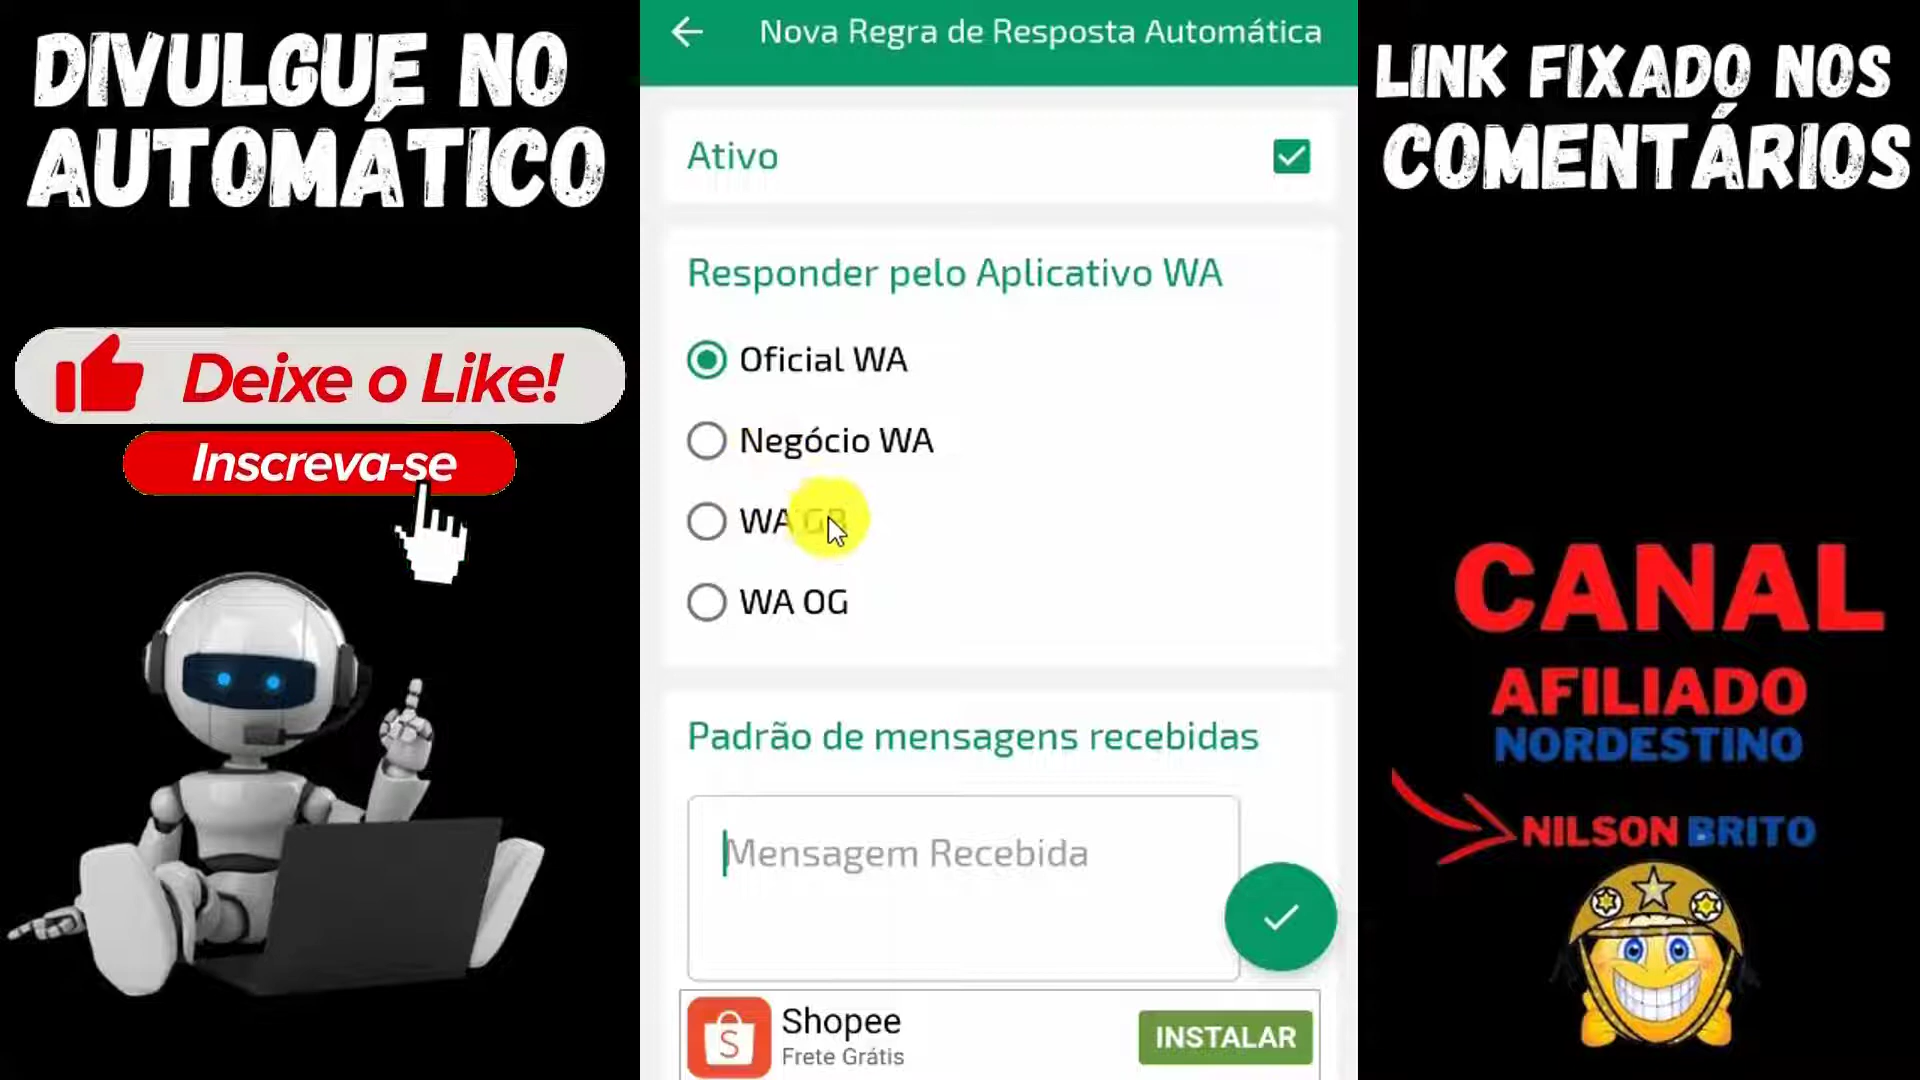 DIVULGUE NO
AUTOMÁTICO
Deixe o Like!
Inscreva-se
Nova Regra de Resposta Automática
Ativo
Responder pelo Aplicativo WA
Oficial WA
Negócio WA
WA GB
WA OG
Padrão de mensagens recebidas
Mensagem Recebida
Shopee
Frete Grátis
INSTALAR
LINK FIXADO NOS
COMENTÁRIOS
CANAL
AFILIADO
NORDESTINO
NILSON BRITO